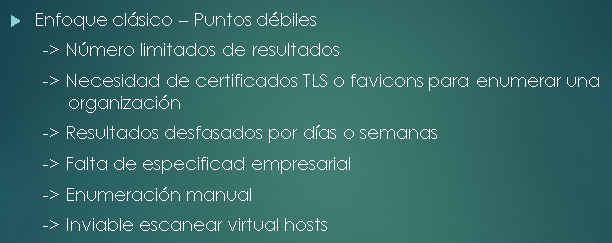 Enfoque clásico – Puntos débiles
-> Número limitados de resultados
-> Necesidad de certificados TLS o favicons para enumerar una
organización
-> Resultados desfasados por días o semanas
-> Falta de especificad empresarial
-> Enumeración manual
-> Inviable escanear virtual hosts